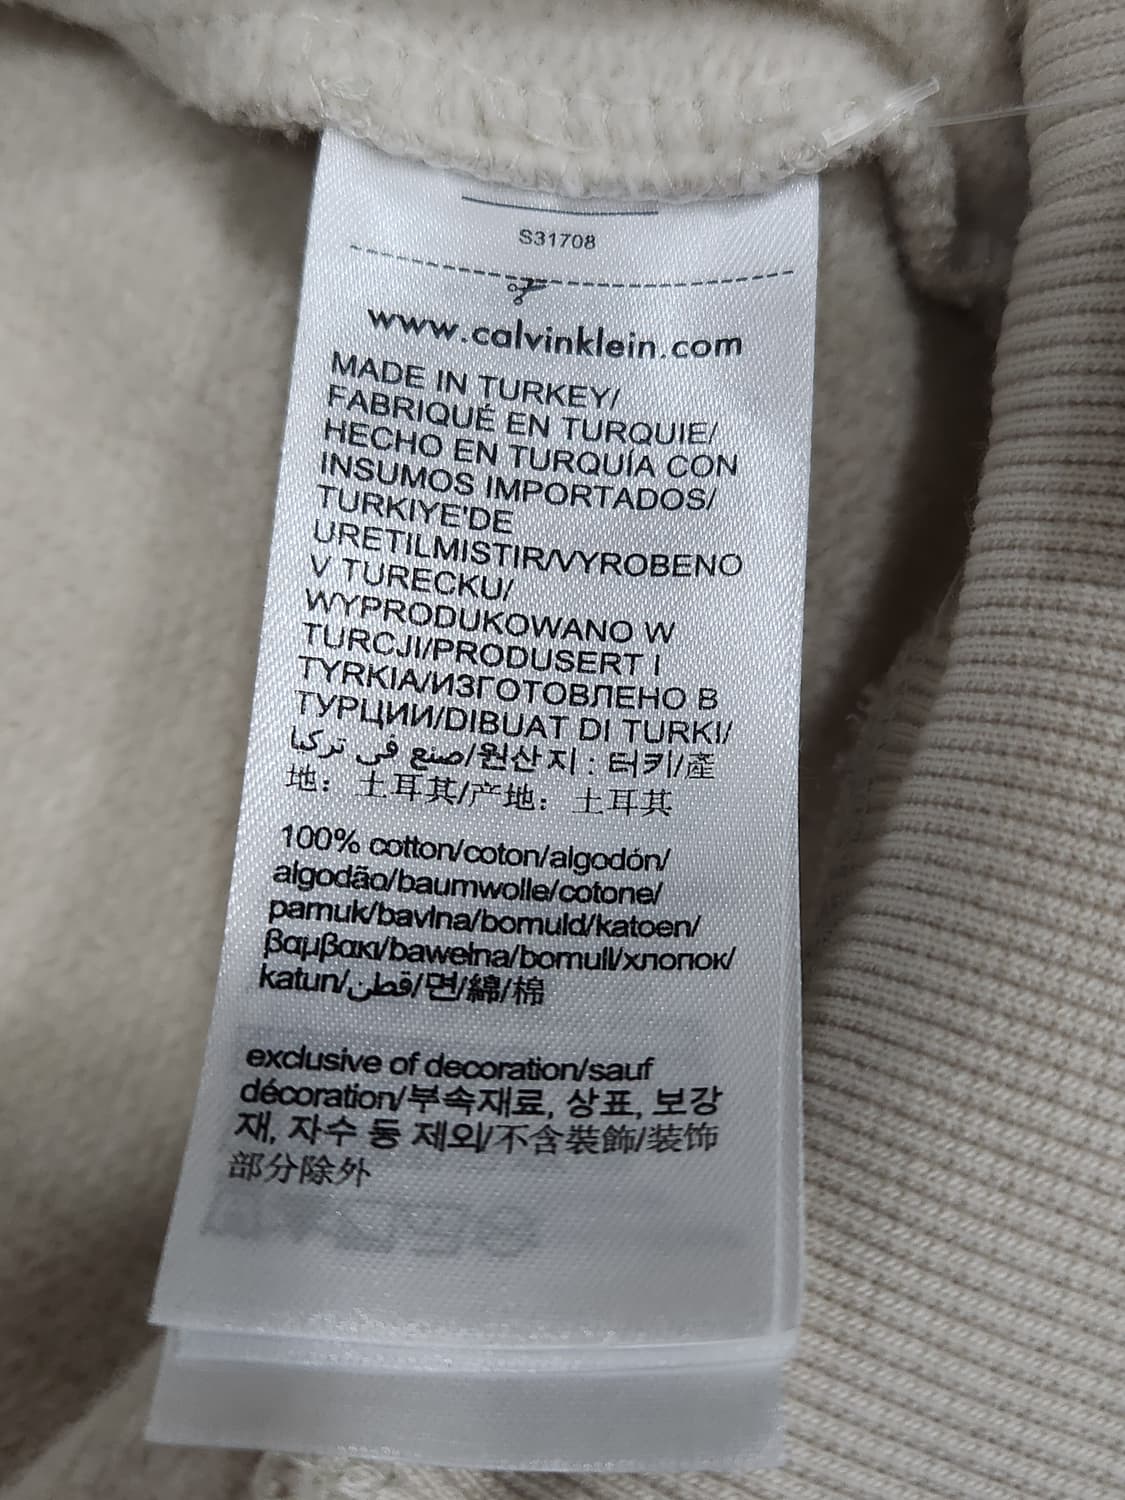 S31708
www.calvinklein.com
MADE IN TURKEY/
FABRIQUÉ EN TURQUIE/
HECHO EN TURQUÍA CON
INSUMOS IMPORTADOS/
TURKIYE'DE
URETILMISTIR/VYROBENO
V TURECKU/
WYPRODUKOWANO W
TURCJI/PRODUSERT I
TYRKIA/ИЗГОТОВЛЕНО В
ТУРЦИИ/DIBUAT DI TURKI/
صنع في تركيا/원산지 : 터키/產
地： 土耳其/产地： 土耳其
100% cotton/coton/algodón/
algodão/baumwolle/cotone/
pamuk/bavlna/bomuld/katoen/
βαμβακι/bawełna/bomull/хлопок/
katun/قطن/면/綿/棉
exclusive of decoration/sauf
décoration/부속재료, 상표, 보강
재, 자수 등 제외/不含裝飾/装饰
部分除外